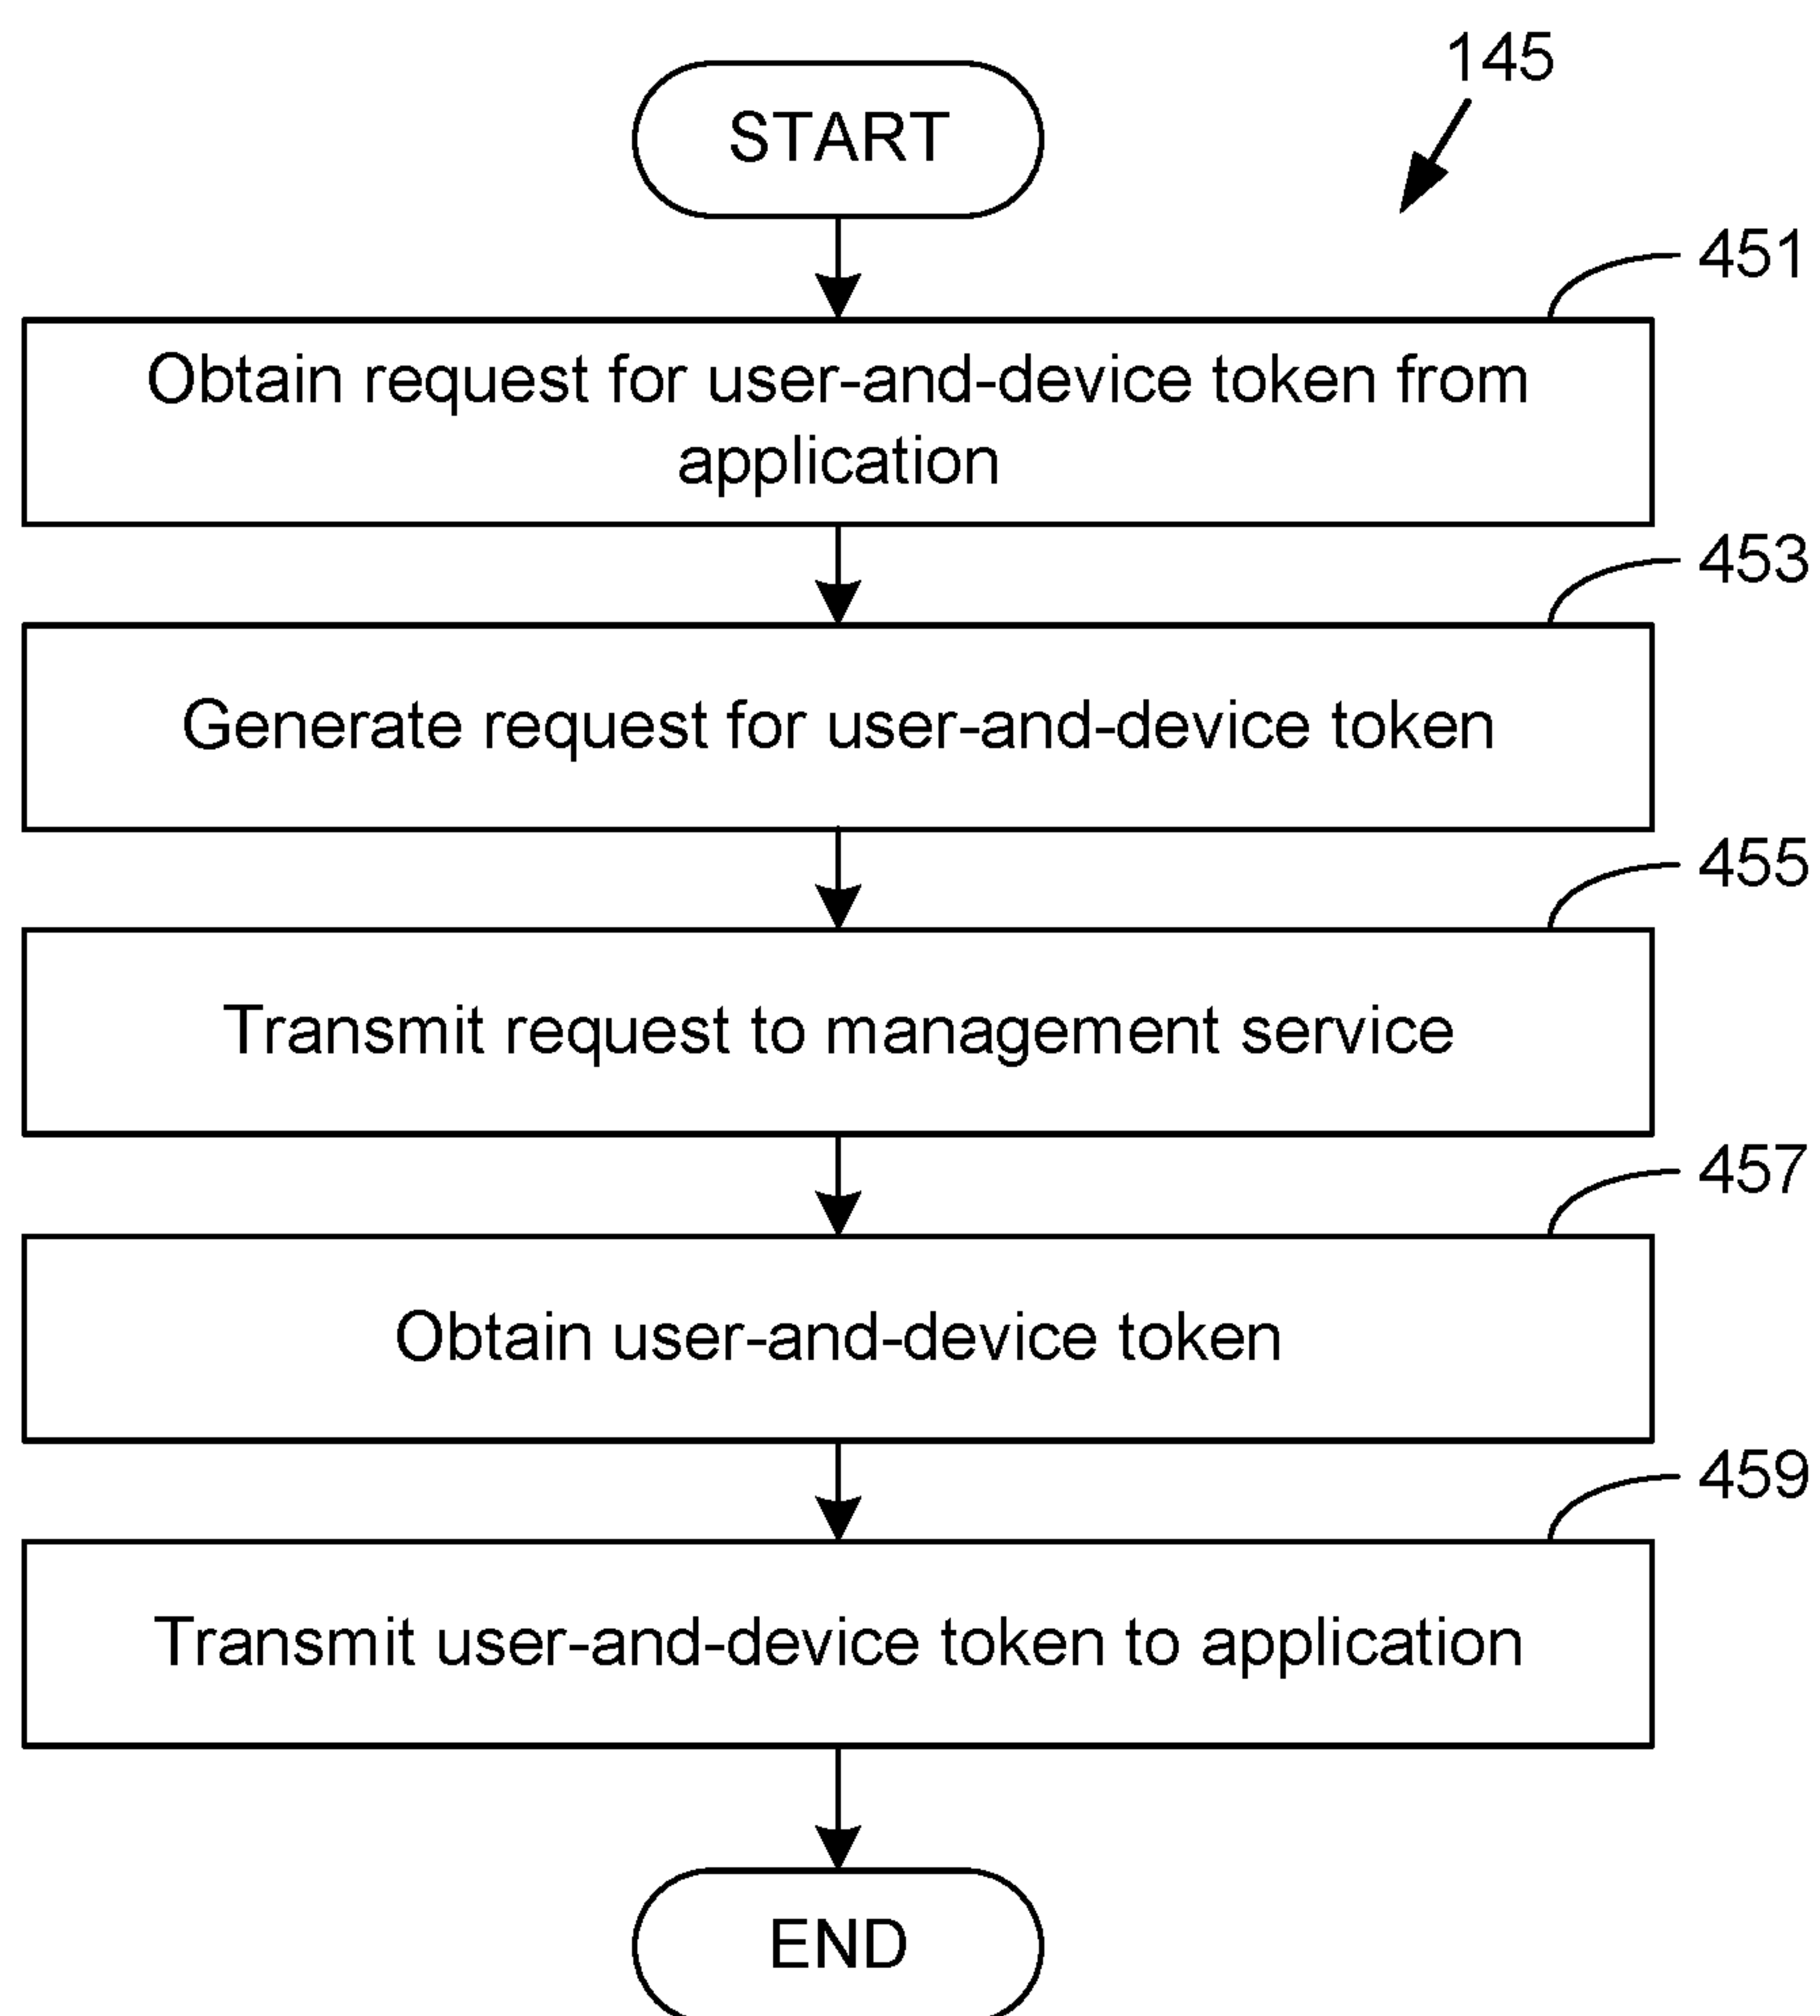 START
145
451
Obtain request for user-and-device token from
application
453
Generate request for user-and-device token
455
Transmit request to management service
457
Obtain user-and-device token
459
Transmit user-and-device token to application
END